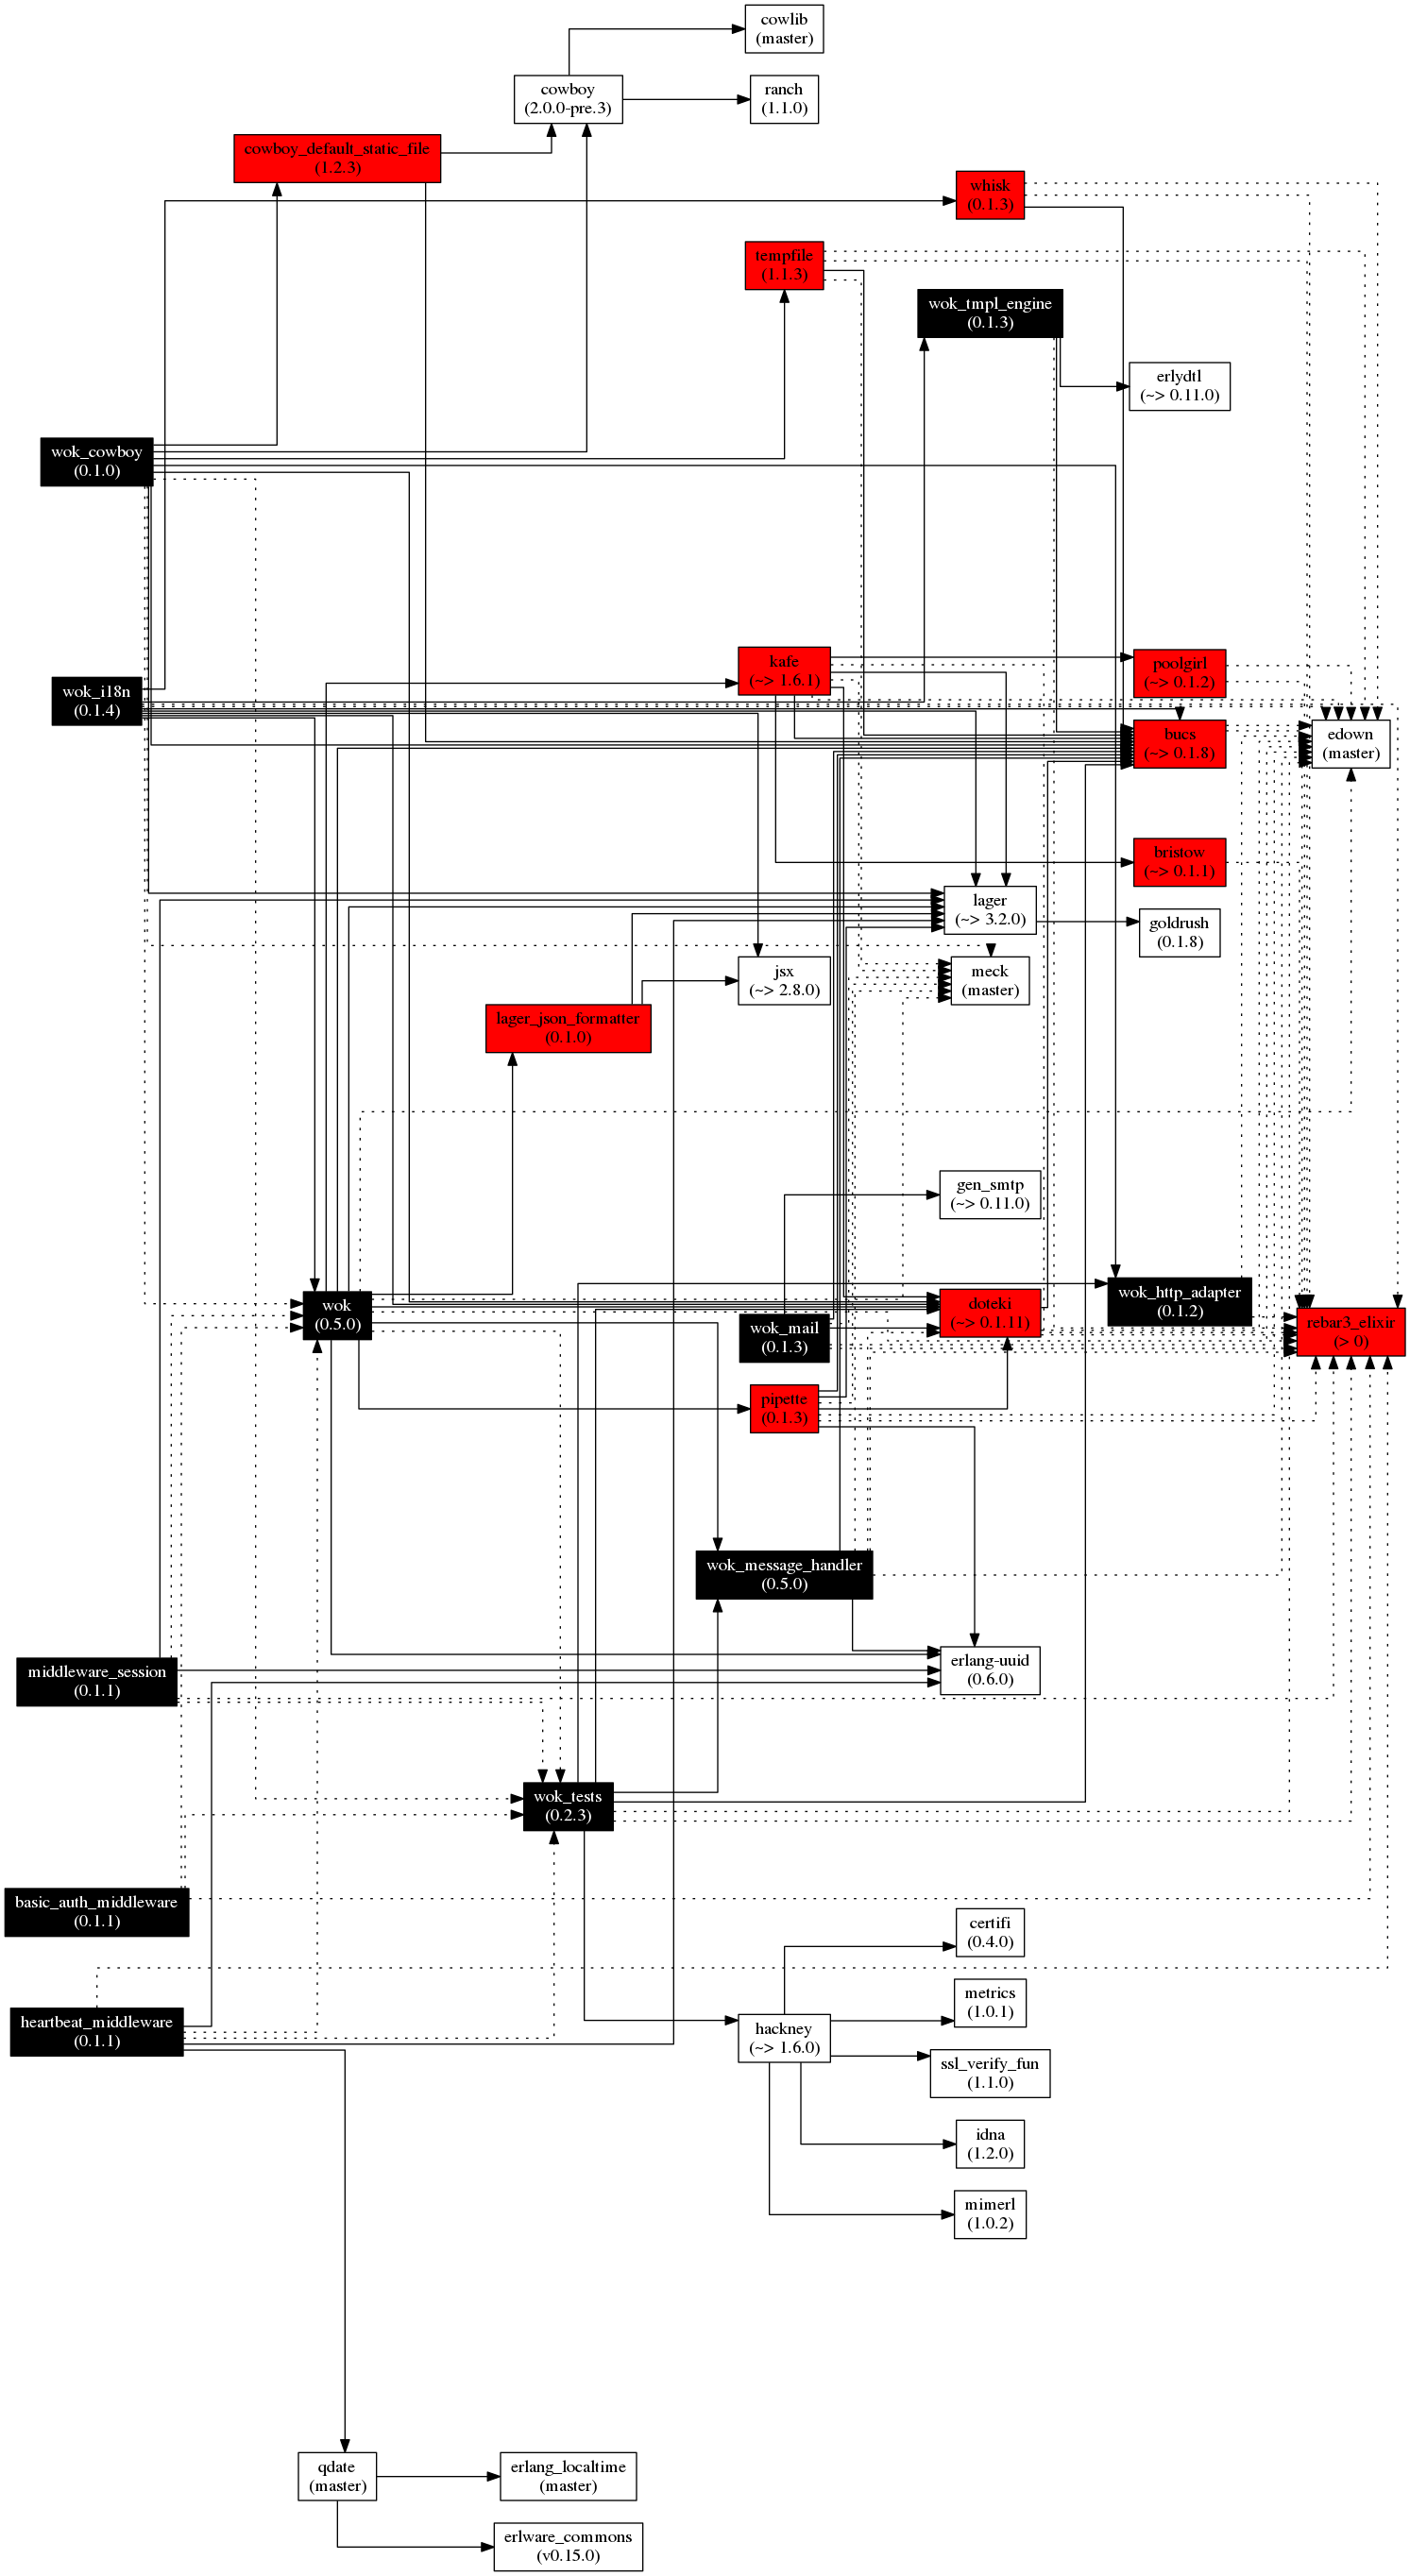 cowlib
(master)
cowboy
(2.0.0-pre.3)
ranch
(1.1.0)
cowboy_default_static_file
(1.2.3)
whisk
(0.1.3)
tempfile
(1.1.3)
wok_tmpl_engine
(0.1.3)
erlydtl
(~> 0.11.0)
wok_cowboy
(0.1.0)
kafe
(~> 1.6.1)
poolgirl
(~> 0.1.2)
wok_i18n
(0.1.4)
bucs
(~> 0.1.8)
edown
(master)
bristow
(~> 0.1.1)
lager
(~> 3.2.0)
goldrush
(0.1.8)
jsx
(~> 2.8.0)
meck
(master)
lager_json_formatter
(0.1.0)
gen_smtp
(~> 0.11.0)
wok_http_adapter
(0.1.2)
wok
(0.5.0)
doteki
(~> 0.1.11)
rebar3_elixir
(> 0)
wok_mail
(0.1.3)
pipette
(0.1.3)
wok_message_handler
(0.5.0)
erlang-uuid
(0.6.0)
middleware_session
(0.1.1)
wok_tests
(0.2.3)
basic_auth_middleware
(0.1.1)
certifi
(0.4.0)
metrics
(1.0.1)
heartbeat_middleware
(0.1.1)
hackney
(~> 1.6.0)
ssl_verify_fun
(1.1.0)
idna
(1.2.0)
mimerl
(1.0.2)
qdate
(master)
erlang_localtime
(master)
erlware_commons
(v0.15.0)